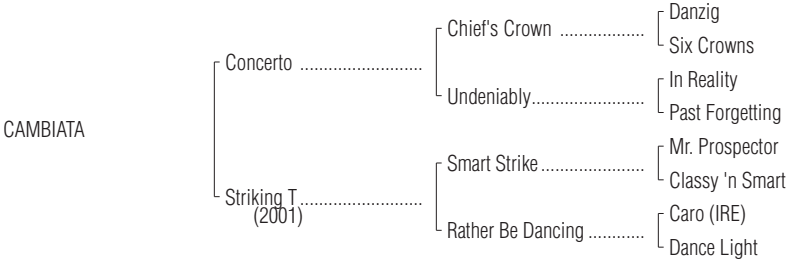 Danzig
Chief's Crown ..................
Six Crowns
Concerto ..........................
In Reality
Undeniably........................
Past Forgetting
CAMBIATA
Mr. Prospector
Smart Strike......................
Classy 'n Smart
Striking T..........................
(2001)
Caro (IRE)
Rather Be Dancing ............
Dance Light